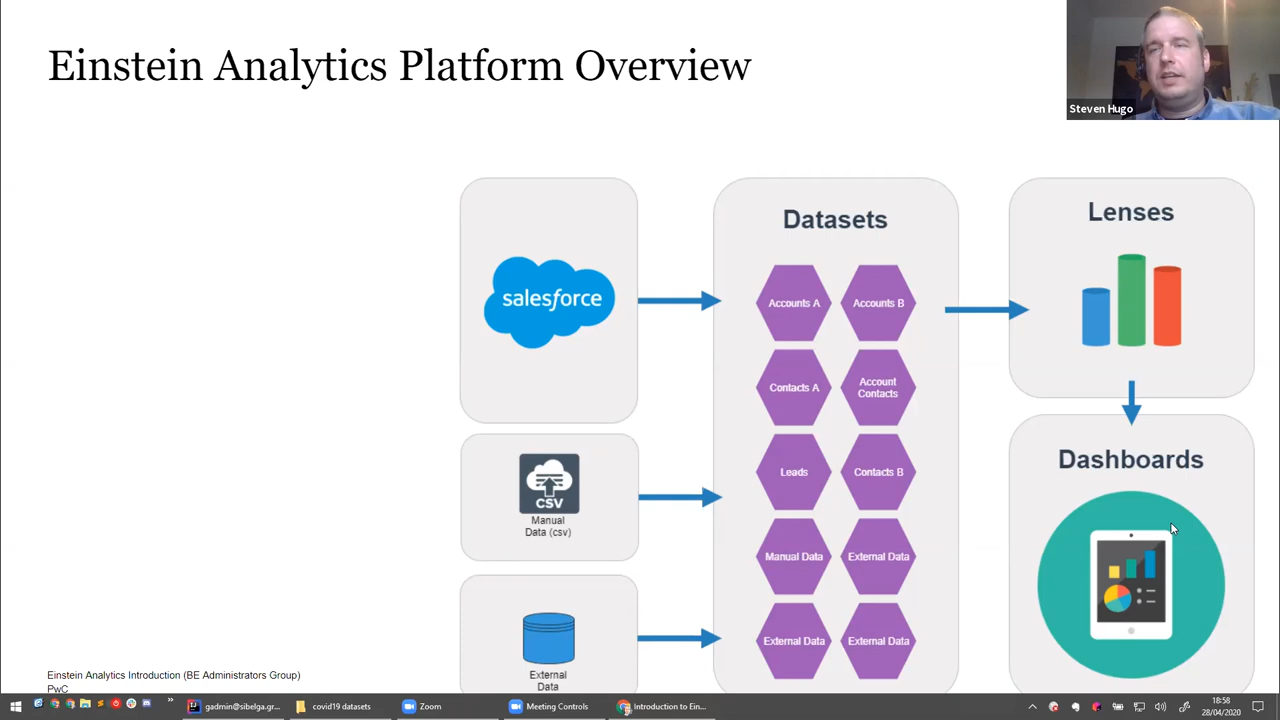 Einstein Analytics Platform Overview
Steven Hugo
salesforce
CSV
Manual
Data (csv)
External
Data
Datasets
Accounts A
Accounts B
Contacts A
Account
Contacts
Leads
Contacts B
Manual Data
External Data
External Data
External Data
Lenses
Dashboards
Einstein Analytics Introduction (BE Administrators Group)
PwC
gadmin@sibelga.gr...
covid19 datasets
Zoom
Meeting Controls
Introduction to Ein...
18:58
28/04/2020